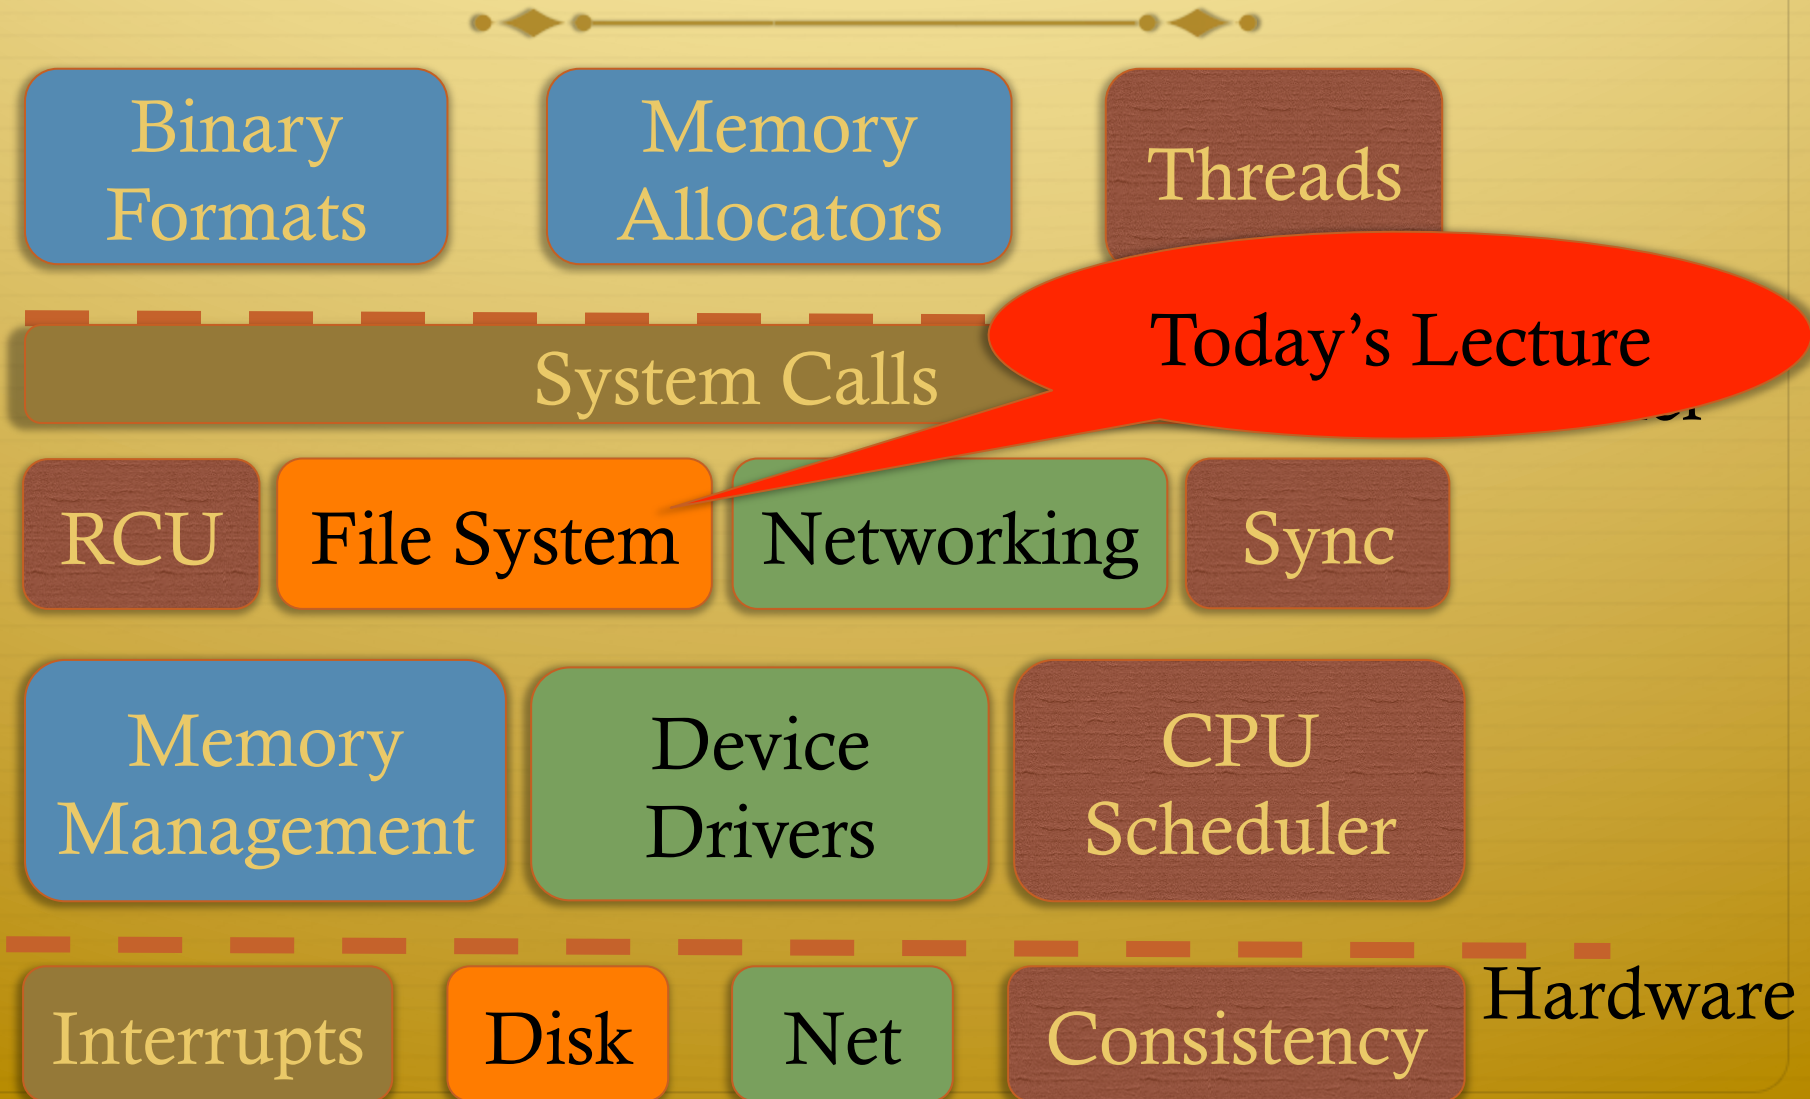 Binary
Formats
Memory
Allocators
Threads
Today’s Lecture
System Calls
RCU
File System
Networking
Sync
Memory
Management
Device
Drivers
CPU
Scheduler
Hardware
Interrupts
Disk
Net
Consistency